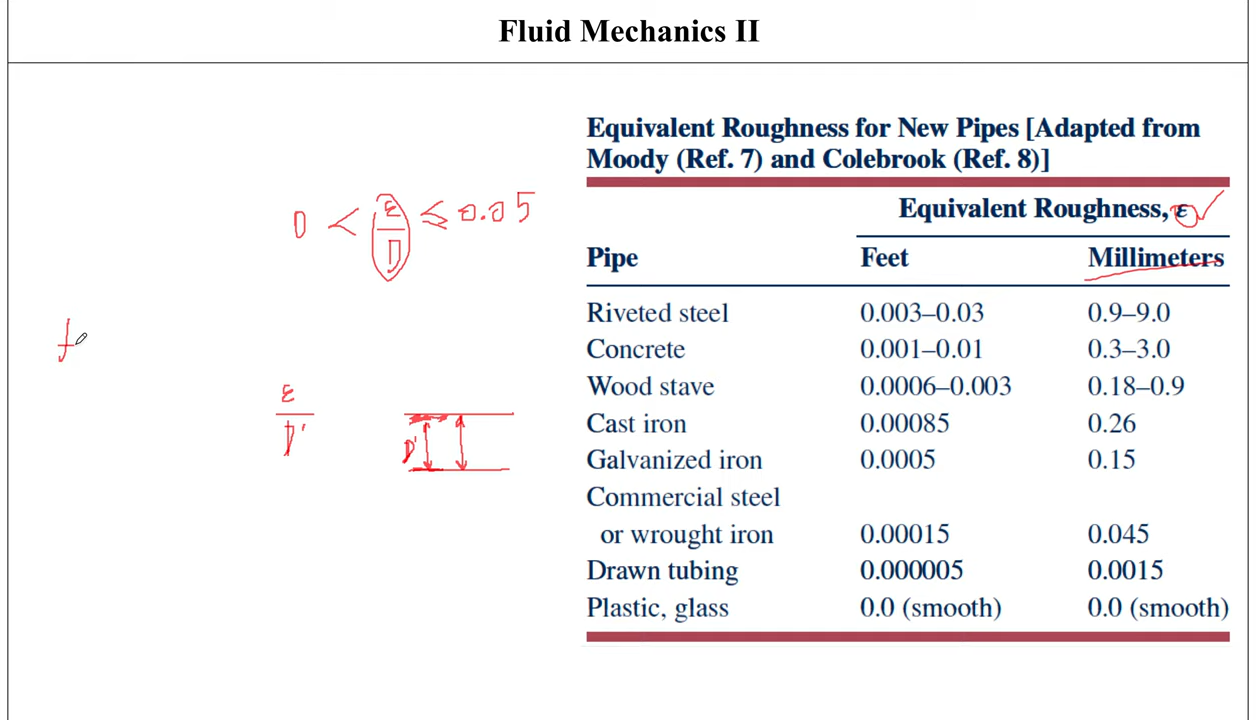 Fluid Mechanics II
Equivalent Roughness for New Pipes [Adapted from
Moody (Ref. 7) and Colebrook (Ref. 8)]
Equivalent Roughness, ε
Pipe Feet Millimeters
Riveted steel 0.003–0.03 0.9–9.0
Concrete 0.001–0.01 0.3–3.0
Wood stave 0.0006–0.003 0.18–0.9
Cast iron 0.00085 0.26
Galvanized iron 0.0005 0.15
Commercial steel
or wrought iron 0.00015 0.045
Drawn tubing 0.000005 0.0015
Plastic, glass 0.0 (smooth) 0.0 (smooth)
0 < ε/D ≤ 0.05
f
ε/D'
D'